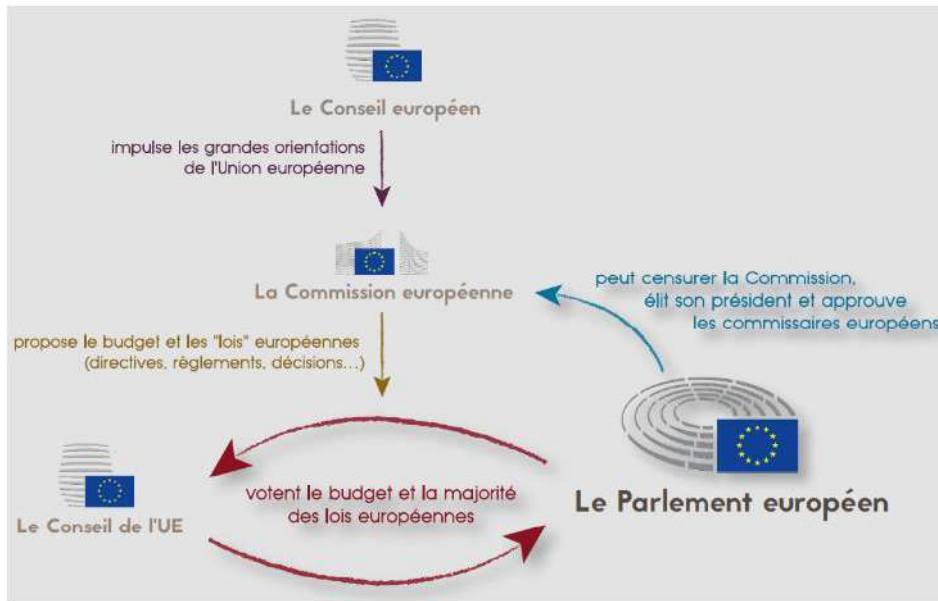 Le Conseil européen
impulse les grandes orientations
de l'Union européenne
La Commission européenne
peut censurer la Commission,
élit son président et approuve
les commissaires européens
propose le budget et les "lois" européennes
(directives, règlements, décisions...)
Le Conseil de l'UE
votent le budget et la majorité
des lois européennes
Le Parlement européen